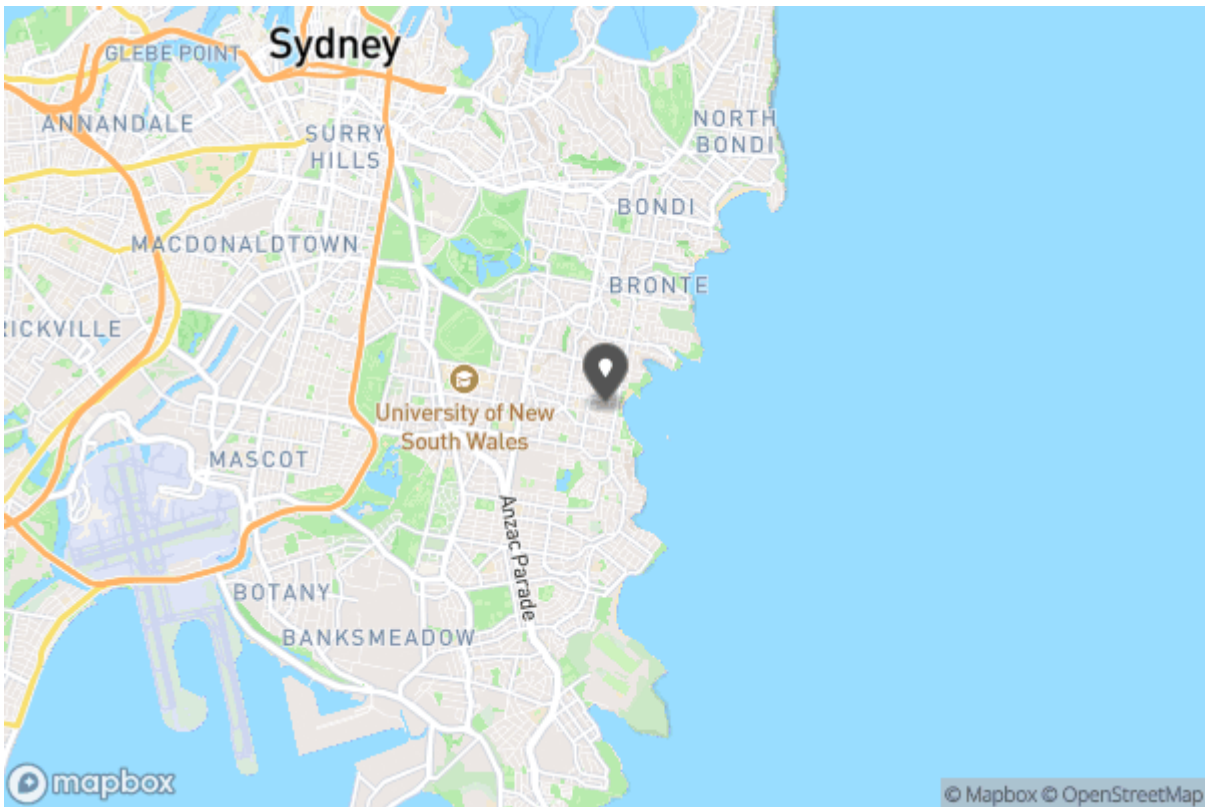 Sydney
GLEBE POINT
ANNANDALE
SURRY
HILLS
NORTH
BONDI
BONDI
MACDONALDTOWN
BRONTE
RICKVILLE
University of New
South Wales
MASCOT
Anzac Parade
BOTANY
BANKSMEADOW
mapbox
© Mapbox © OpenStreetMap